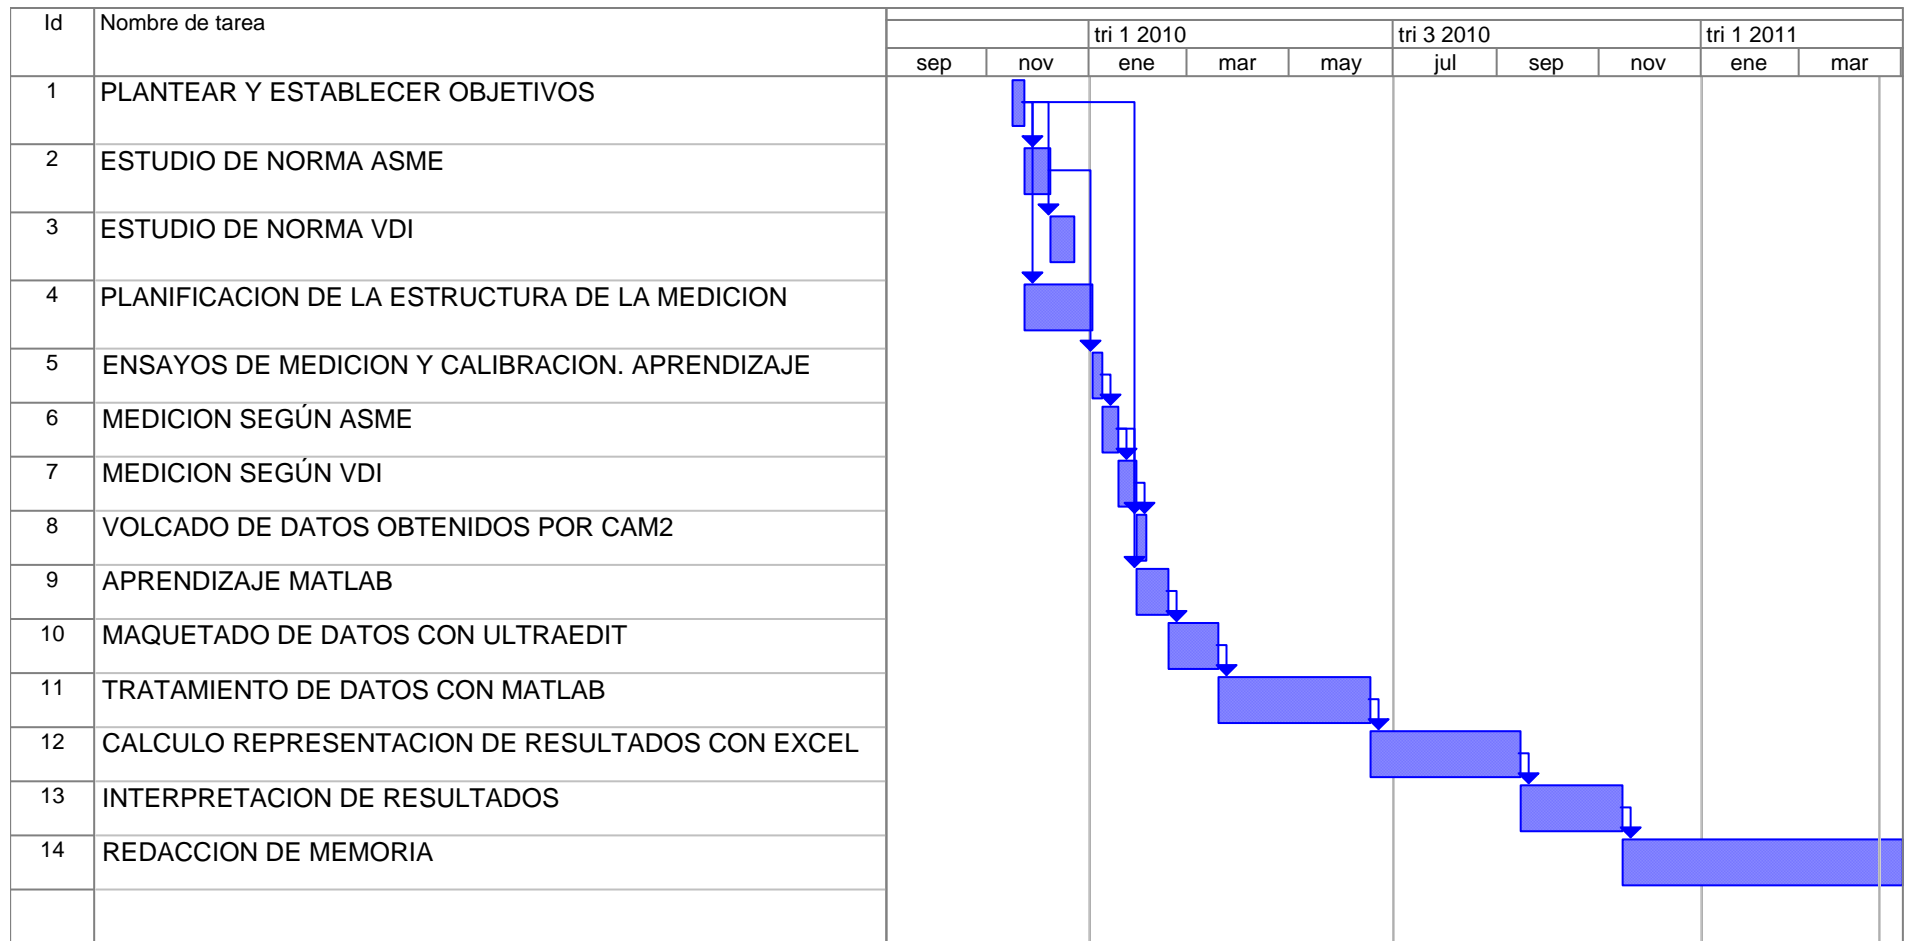 Id Nombre de tarea
tri 1 2010 tri 3 2010 tri 1 2011
sep nov ene mar may jul sep nov ene mar
1 PLANTEAR Y ESTABLECER OBJETIVOS
2 ESTUDIO DE NORMA ASME
3 ESTUDIO DE NORMA VDI
4 PLANIFICACION DE LA ESTRUCTURA DE LA MEDICION
5 ENSAYOS DE MEDICION Y CALIBRACION. APRENDIZAJE
6 MEDICION SEGÚN ASME
7 MEDICION SEGÚN VDI
8 VOLCADO DE DATOS OBTENIDOS POR CAM2
9 APRENDIZAJE MATLAB
10 MAQUETADO DE DATOS CON ULTRAEDIT
11 TRATAMIENTO DE DATOS CON MATLAB
12 CALCULO REPRESENTACION DE RESULTADOS CON EXCEL
13 INTERPRETACION DE RESULTADOS
14 REDACCION DE MEMORIA